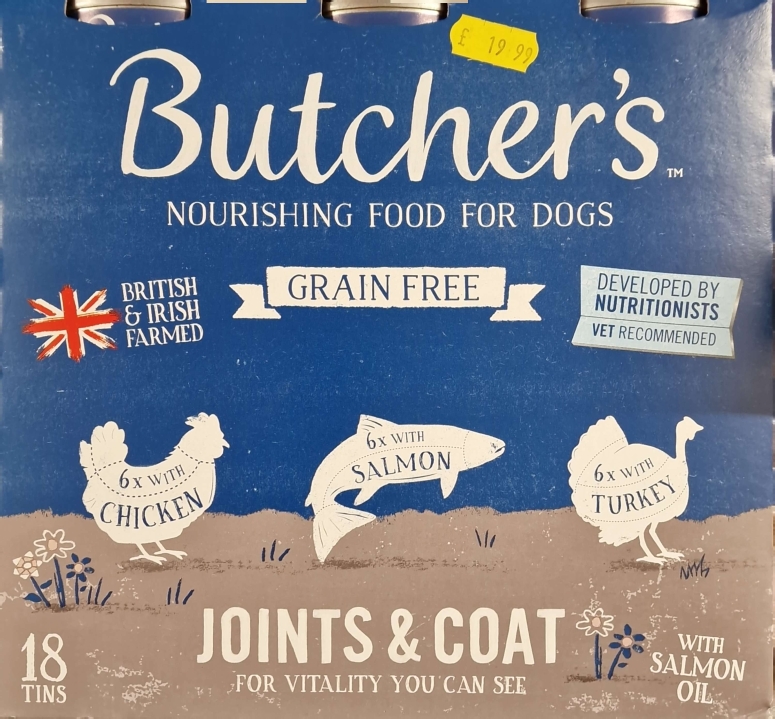 £ 19 99
Butcher's™
NOURISHING FOOD FOR DOGS
GRAIN FREE
BRITISH
& IRISH
FARMED
DEVELOPED BY
NUTRITIONISTS
VET RECOMMENDED
6x WITH
CHICKEN
6x WITH
SALMON
6x WITH
TURKEY
JOINTS & COAT
FOR VITALITY YOU CAN SEE
18
TINS
WITH
SALMON
OIL